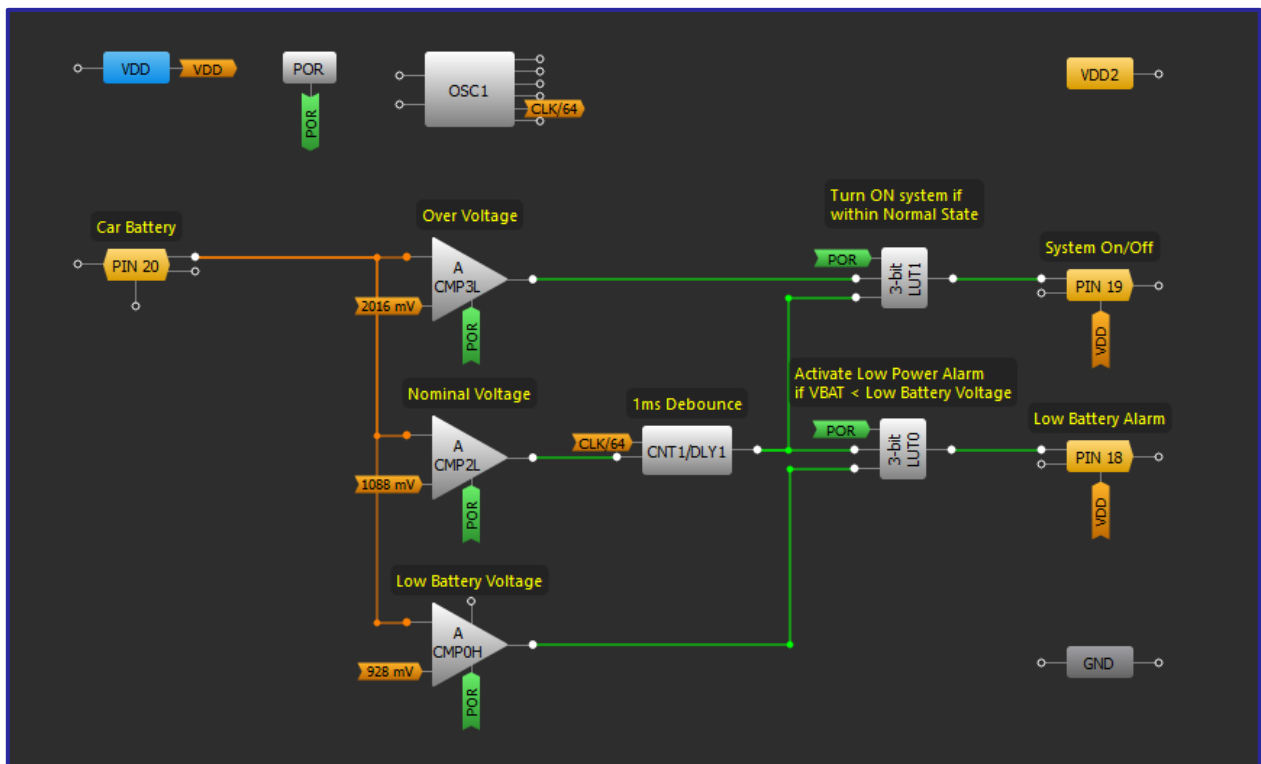 VDD
VDD
POR
POR
OSC1
CLK/64
VDD2
Car Battery
PIN 20
Over Voltage
A
CMP3L
2016 mV
POR
Turn ON system if
within Normal State
POR
3-bit
LUT1
System On/Off
PIN 19
VDD
Nominal Voltage
A
CMP2L
1088 mV
POR
1ms Debounce
CLK/64
CNT1/DLY1
Activate Low Power Alarm
if VBAT < Low Battery Voltage
POR
3-bit
LUT0
Low Battery Alarm
PIN 18
VDD
Low Battery Voltage
A
CMP0H
928 mV
POR
GND